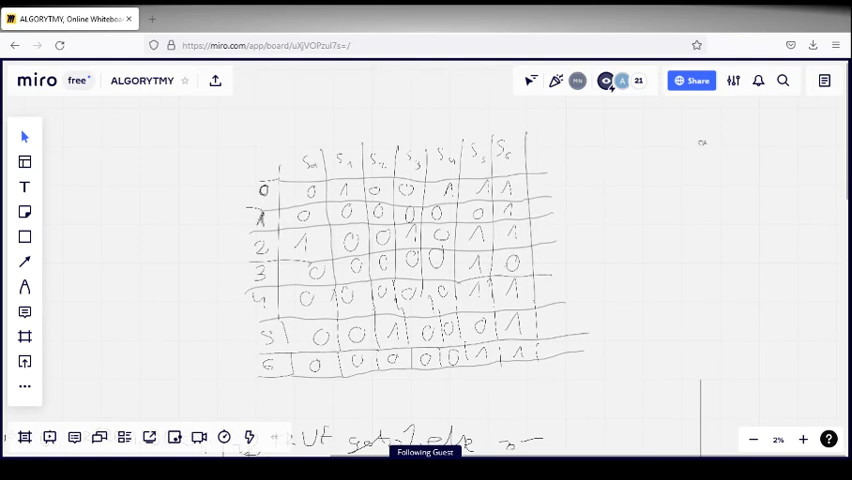 ALGORYTMY, Online Whiteboa
https://miro.com/app/board/uXjVOPzuI7s=/
miro free ALGORYTMY MN A 21 Share
S0 S1 S2 S3 S4 S5 S6
0 0 1 0 0 1 1 1
1 0 0 0 0 0 0 1
2 1 0 0 1 0 1 1
3 0 0 0 0 0 1 0
4 0 0 0 0 0 1 1
5 0 0 1 0 0 0 1
6 0 0 0 0 0 1 1
T
2%
Following Guest